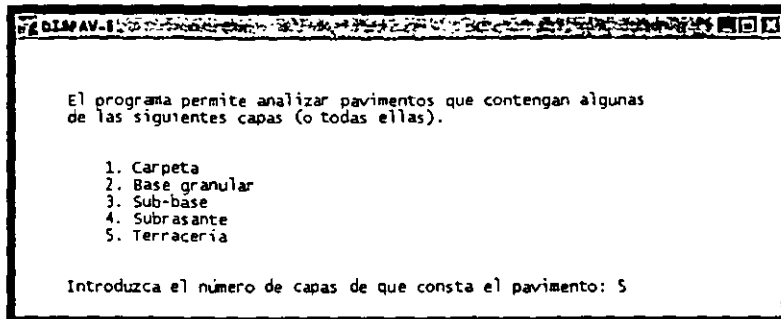 DISPAV-5
El programa permite analizar pavimentos que contengan algunas
de las siguientes capas (o todas ellas).
1. Carpeta
2. Base granular
3. Sub-base
4. Subrasante
5. Terracería
Introduzca el número de capas de que consta el pavimento: 5